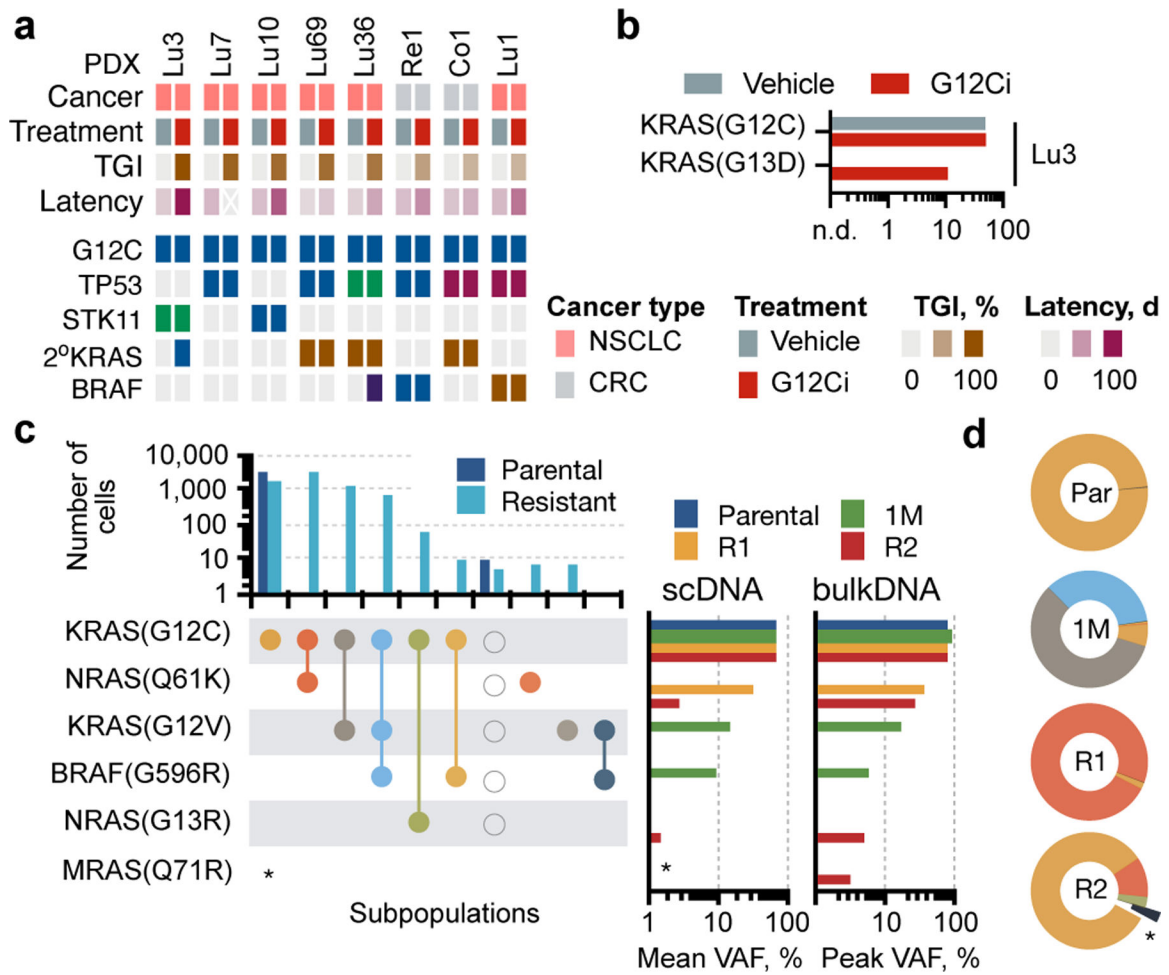 a
PDX Lu3 Lu7 Lu10 Lu69 Lu36 Re1 Co1 Lu1
Cancer
Treatment
TGI
Latency
G12C
TP53
STK11
2ºKRAS
BRAF
b
Vehicle G12Ci
KRAS(G12C)
KRAS(G13D)
Lu3
n.d. 1 10 100
Cancer type Treatment TGI, % Latency, d
NSCLC Vehicle
CRC G12Ci
0 100 0 100
c
Number of
cells
10,000
1,000
100
10
1
Parental
Resistant
KRAS(G12C)
NRAS(Q61K)
KRAS(G12V)
BRAF(G596R)
NRAS(G13R)
MRAS(Q71R) *
Subpopulations
Parental 1M
R1 R2
scDNA bulkDNA
*
1 100 1 100
Mean VAF, % Peak VAF, %
d
Par
1M
R1
R2
*